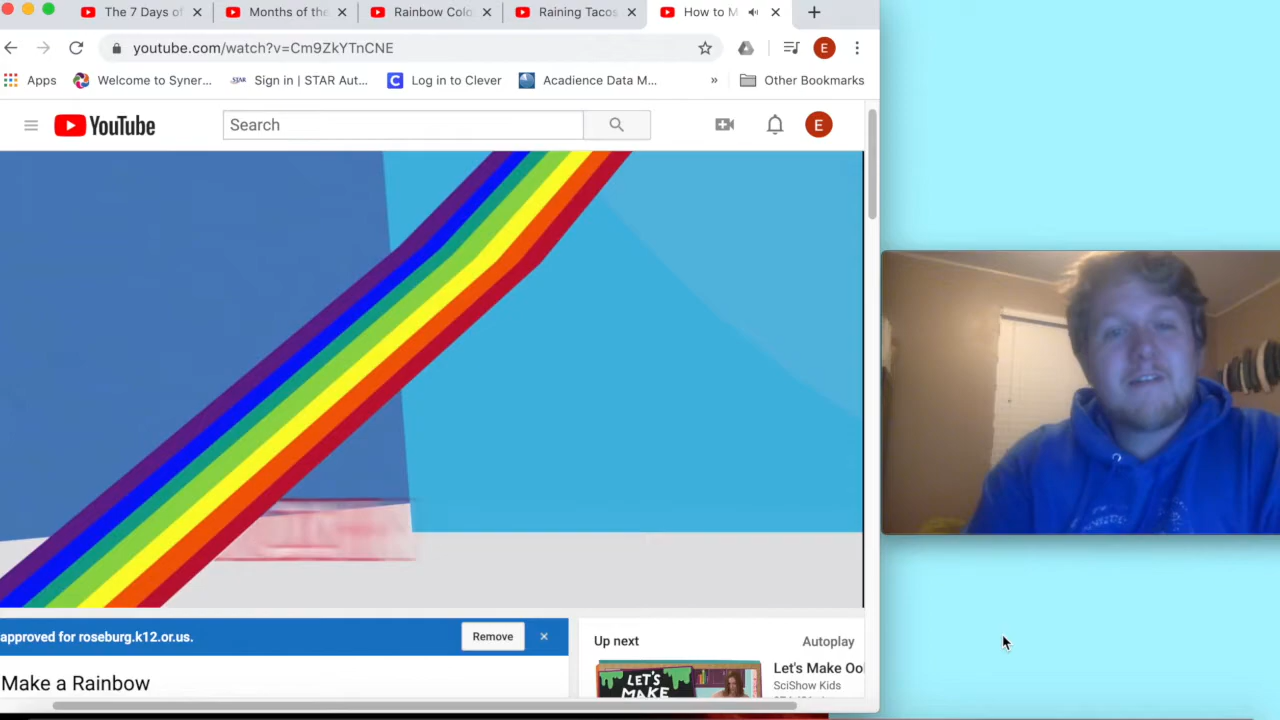 The 7 Days of
Months of the
Rainbow Colo
Raining Tacos
How to M
youtube.com/watch?v=Cm9ZkYTnCNE
E
Apps
Welcome to Syner...
STAR
Sign in | STAR Aut...
C
Log in to Clever
Acadience Data M...
»
Other Bookmarks
YouTube
Search
E
approved for roseburg.k12.or.us.
Remove
Up next
Autoplay
Make a Rainbow
LET'S
MAKE
Let's Make Oo
SciShow Kids